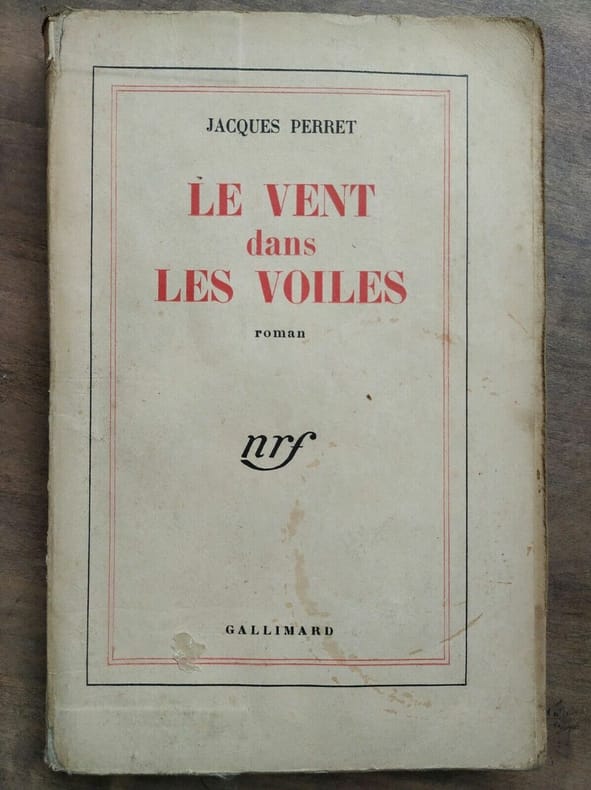 JACQUES PERRET
LE VENT
dans
LES VOILES
roman
nrf
GALLIMARD